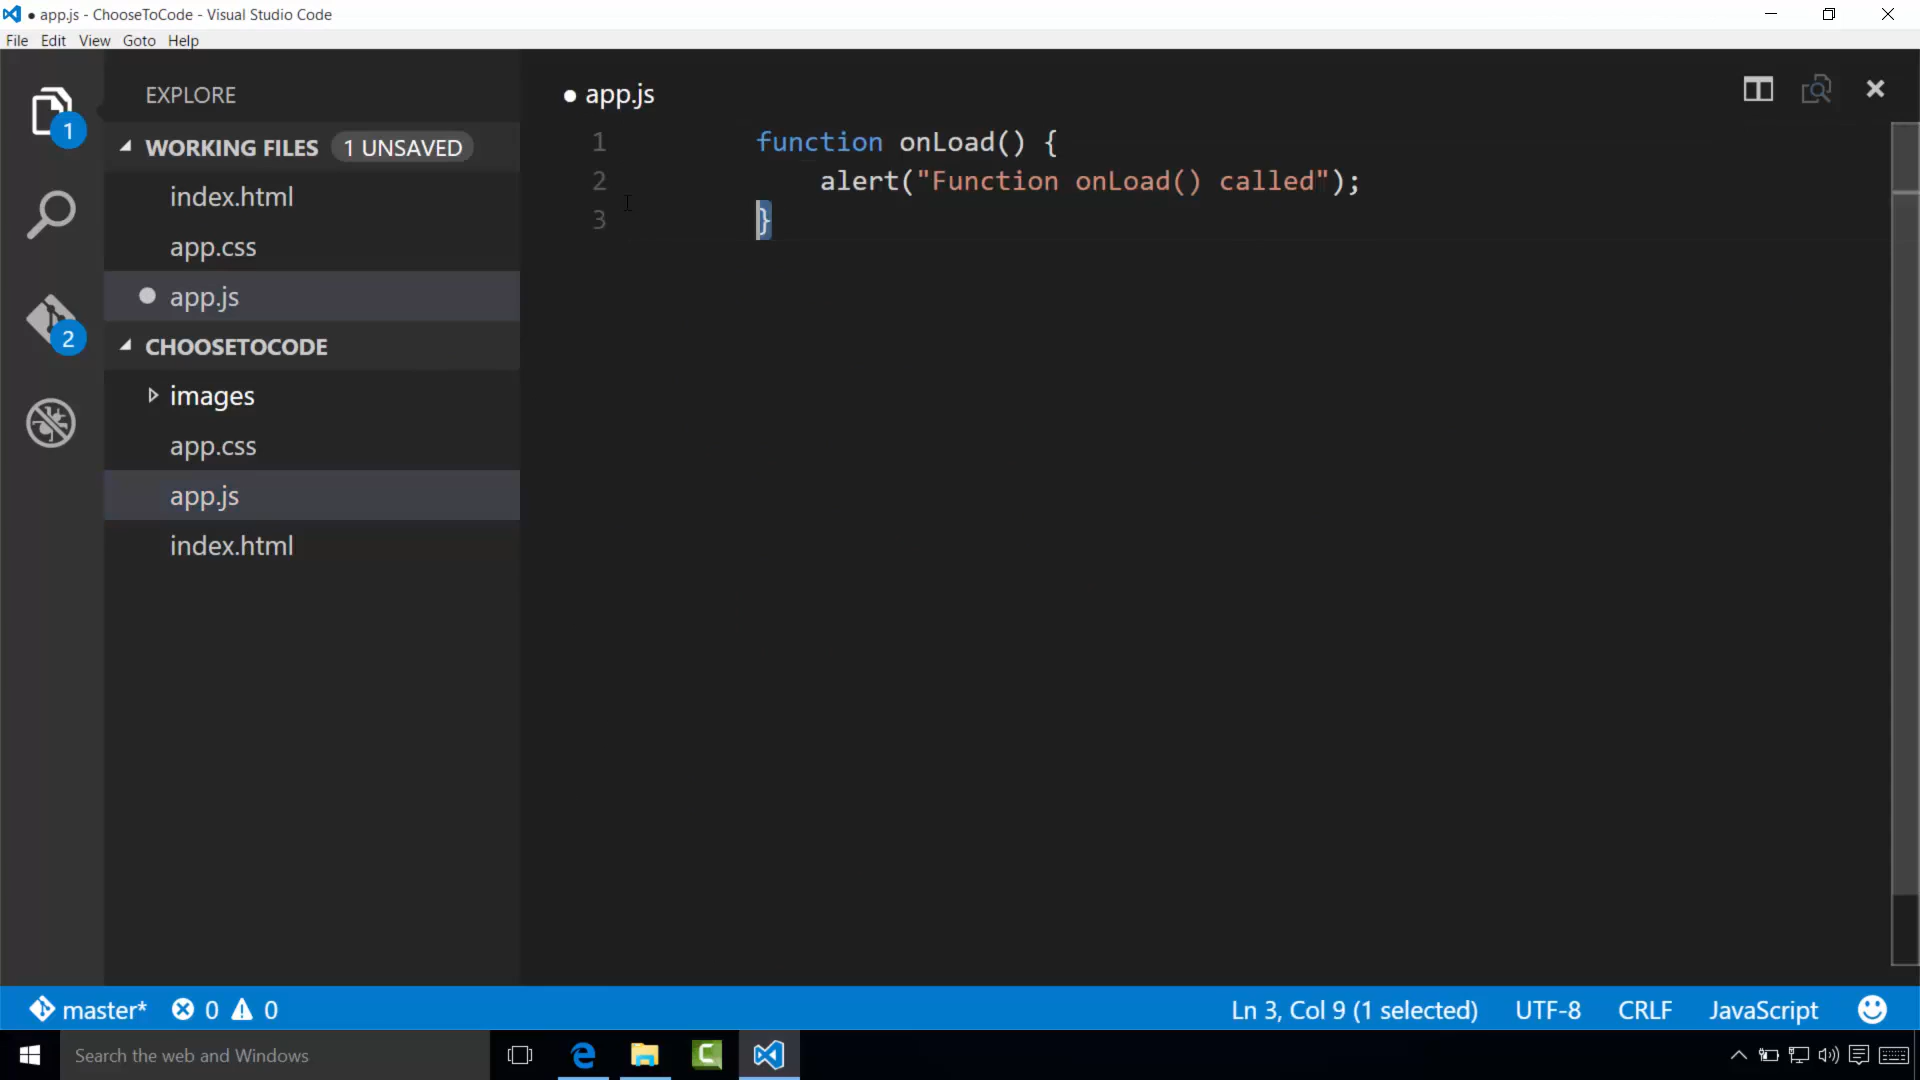 ● app.js - ChooseToCode - Visual Studio Code
File Edit View Goto Help
EXPLORE
WORKING FILES 1 UNSAVED
index.html
app.css
app.js
CHOOSETOCODE
images
app.css
app.js
index.html
1
2
● app.js
1 function onLoad() {
2 alert("Function onLoad() called");
3 }
master* 0 0 Ln 3, Col 9 (1 selected) UTF-8 CRLF JavaScript
Search the web and Windows